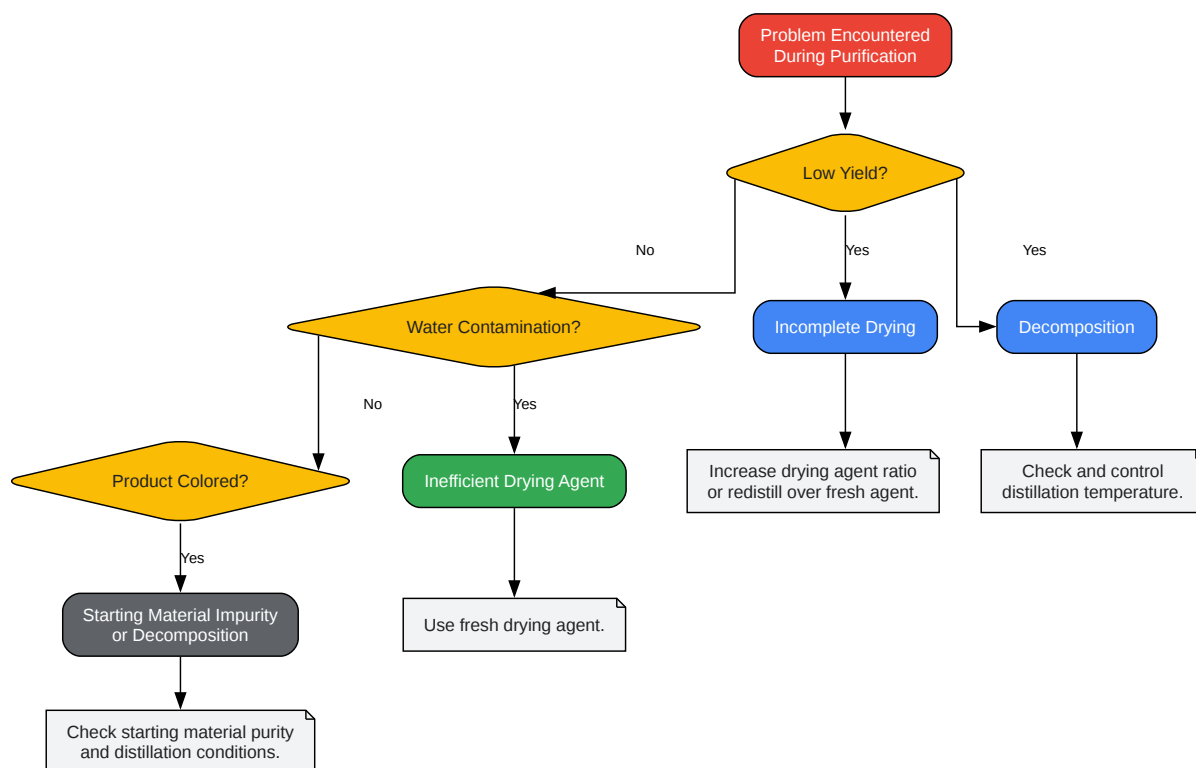 Problem Encountered
During Purification
Low Yield?
No
Yes
Yes
Water Contamination?
Incomplete Drying
Decomposition
No
Yes
Product Colored?
Inefficient Drying Agent
Increase drying agent ratio
or redistill over fresh agent.
Check and control
distillation temperature.
Yes
Starting Material Impurity
or Decomposition
Use fresh drying agent.
Check starting material purity
and distillation conditions.